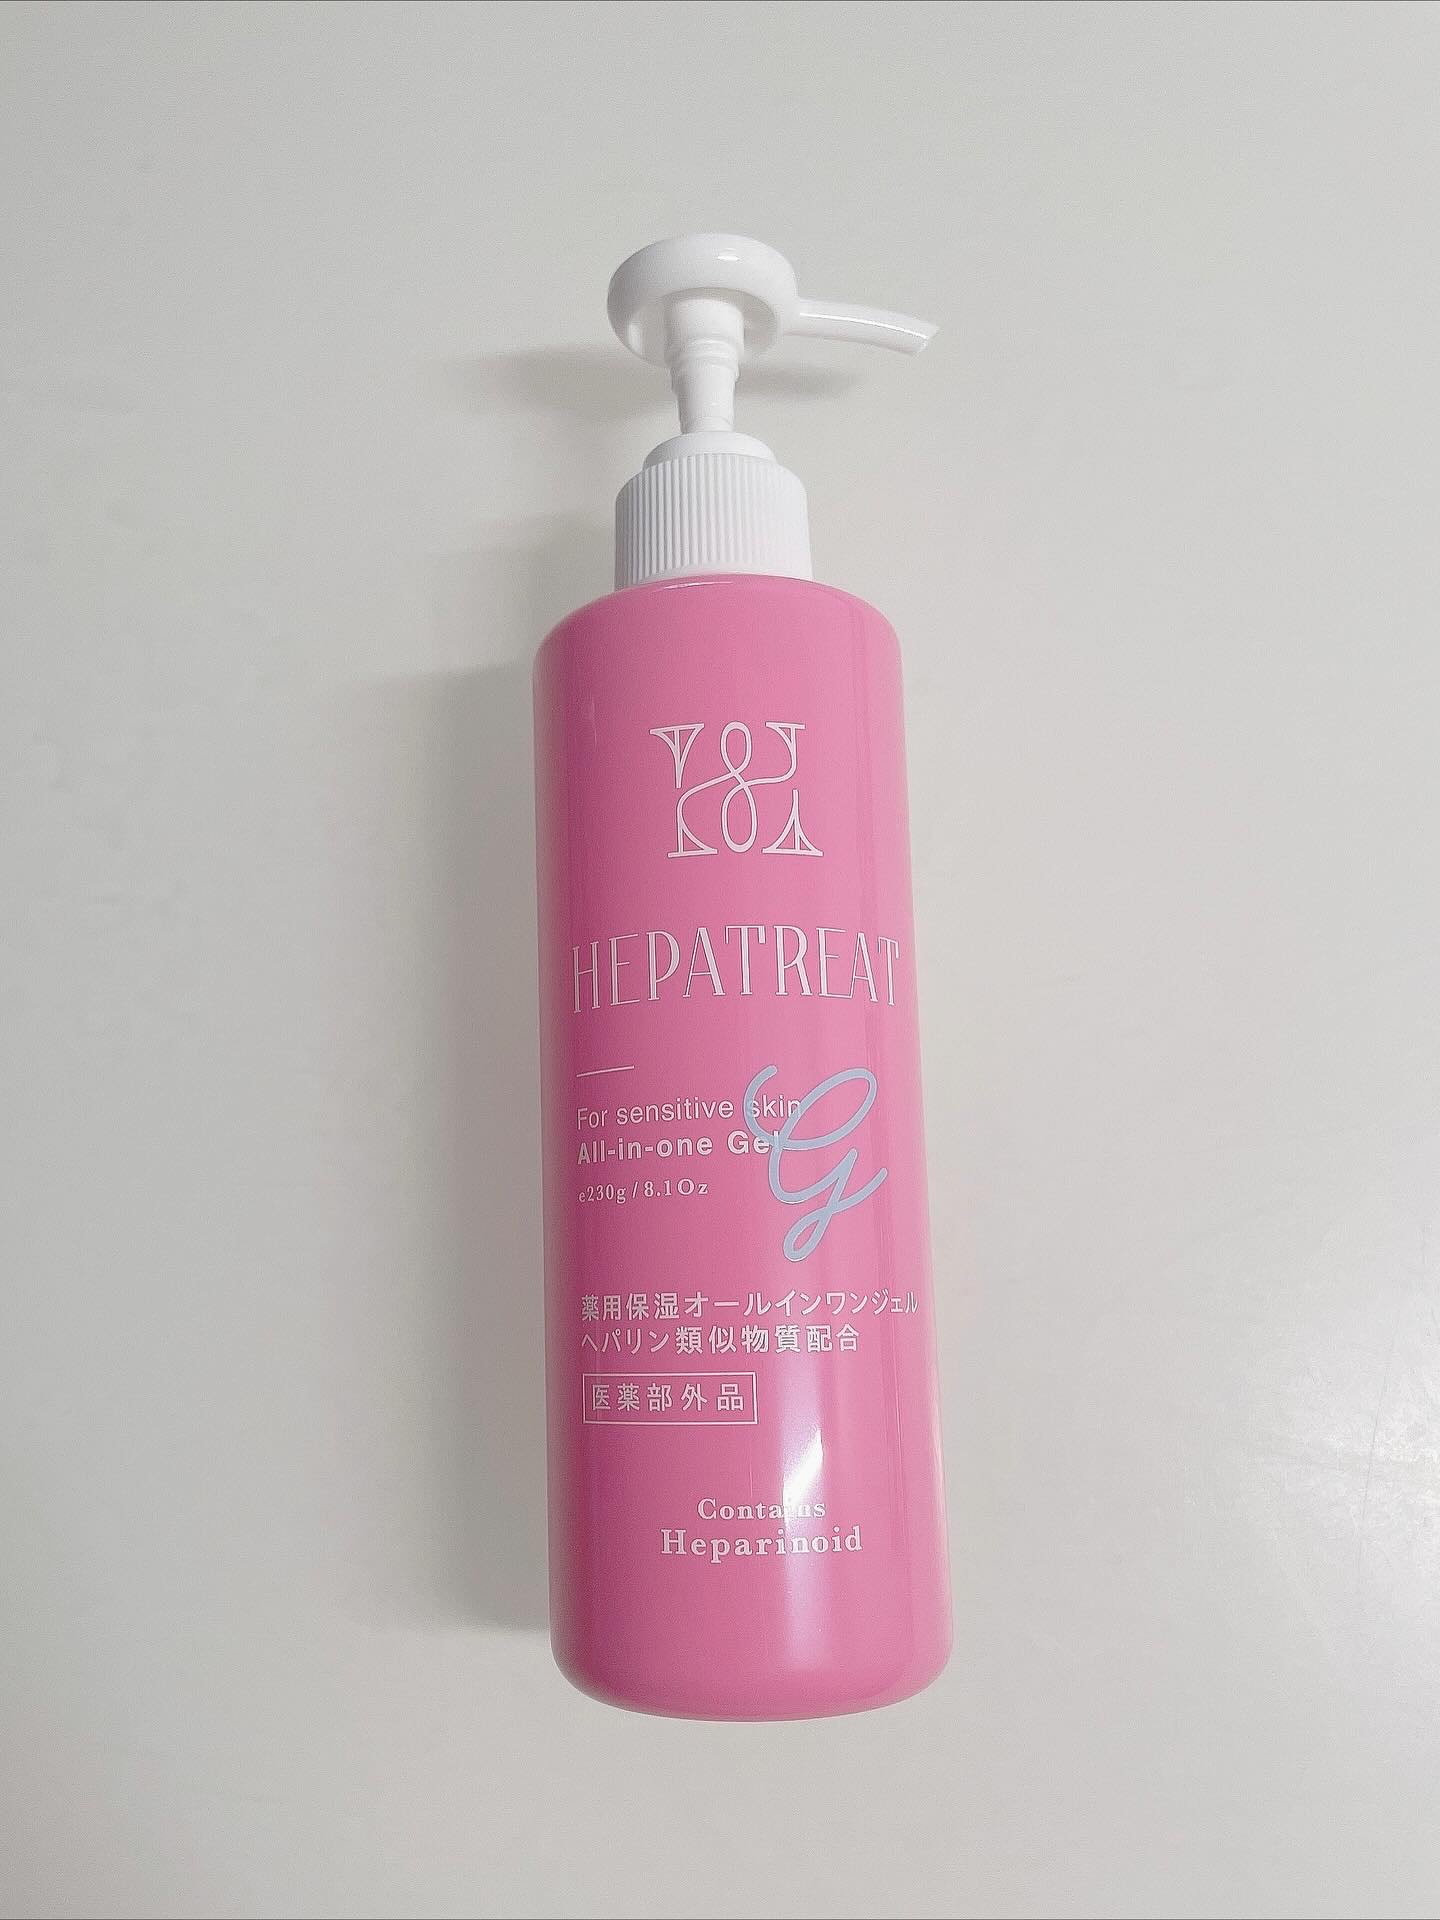 HEPATREAT
For sensitive skin
All-in-one Gel
G
e230g / 8.1Oz
薬用保湿オールインワンジェル
ヘパリン類似物質配合
医薬部外品
Contains
Heparinoid